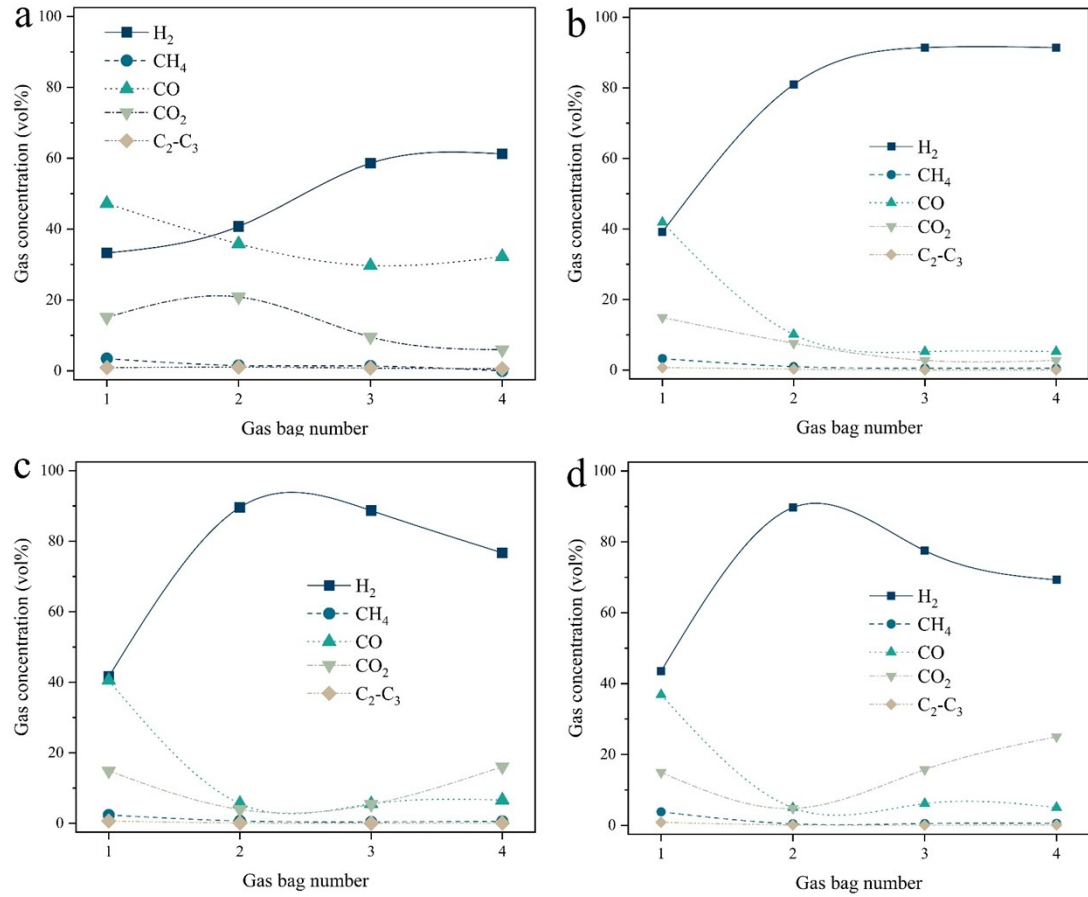 a
Gas concentration (vol%)
100
80
60
40
20
0
H₂
CH₄
CO
CO₂
C₂-C₃
1 2 3 4
Gas bag number
b
Gas concentration (vol%)
100
80
60
40
20
0
H₂
CH₄
CO
CO₂
C₂-C₃
1 2 3 4
Gas bag number
c
Gas concentration (vol%)
100
80
60
40
20
0
H₂
CH₄
CO
CO₂
C₂-C₃
1 2 3 4
Gas bag number
d
Gas concentration (vol%)
100
80
60
40
20
0
H₂
CH₄
CO
CO₂
C₂-C₃
1 2 3 4
Gas bag number